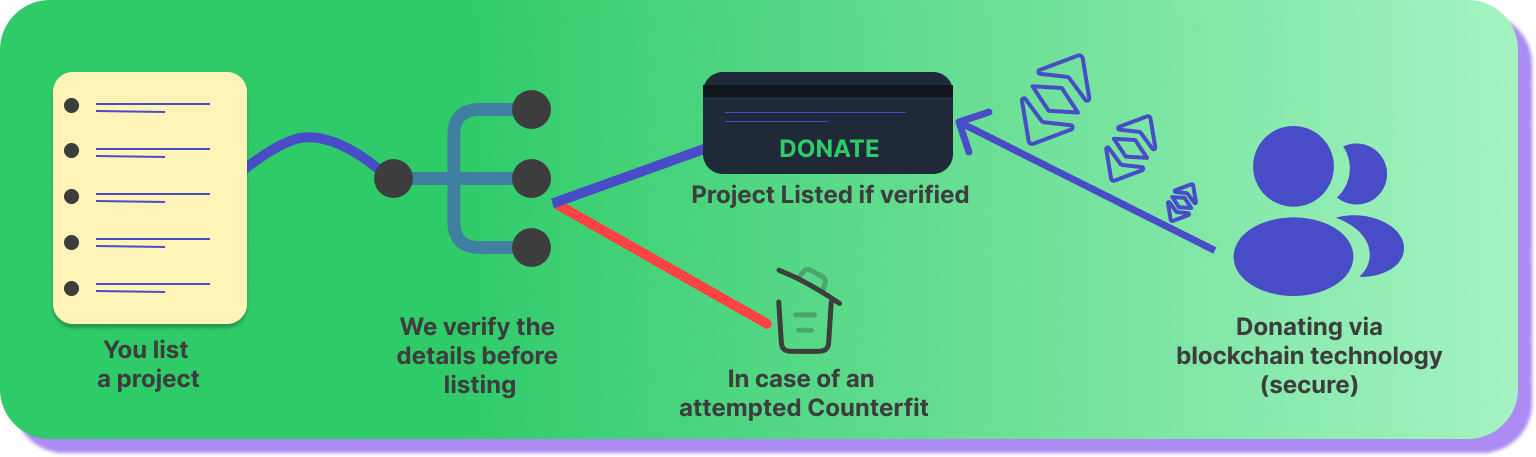 You list
a project
We verify the
details before
listing
DONATE
Project Listed if verified
In case of an
attempted Counterfit
Donating via
blockchain technology
(secure)